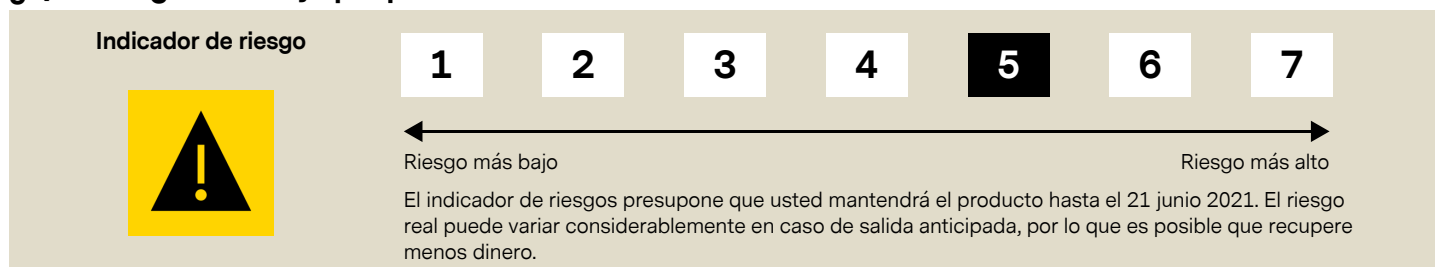 Indicador de riesgo
1 2 3 4 5 6 7
Riesgo más bajo
Riesgo más alto
El indicador de riesgos presupone que usted mantendrá el producto hasta el 21 junio 2021. El riesgo
real puede variar considerablemente en caso de salida anticipada, por lo que es posible que recupere
menos dinero.